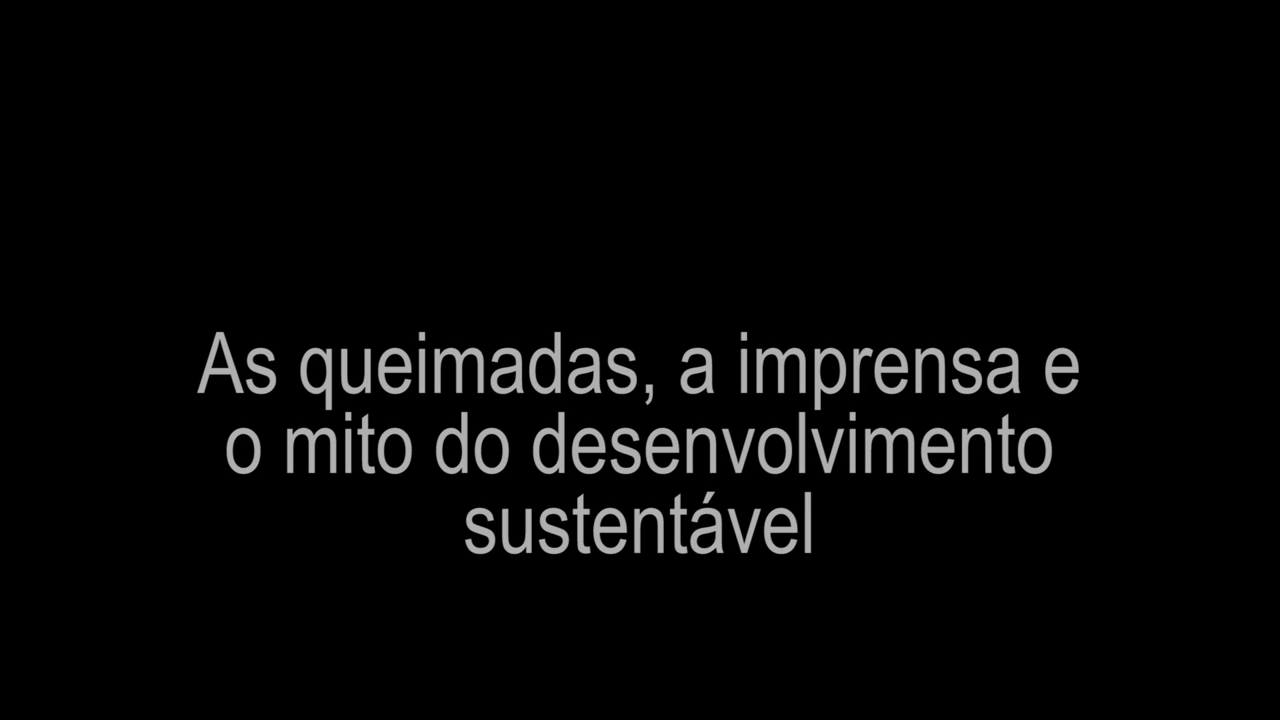 As queimadas, a imprensa e
o mito do desenvolvimento
sustentável